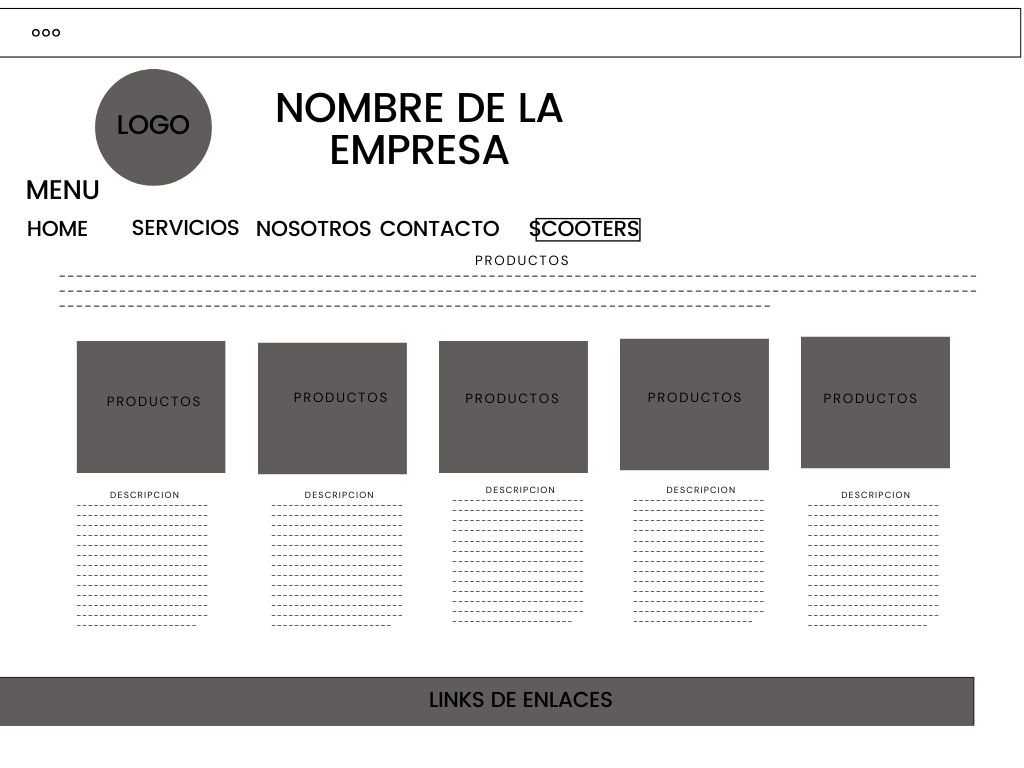 LOGO
NOMBRE DE LA
EMPRESA
MENU
HOME SERVICIOS NOSOTROS CONTACTO SCOOTERS
PRODUCTOS
PRODUCTOS PRODUCTOS PRODUCTOS PRODUCTOS PRODUCTOS
DESCRIPCION DESCRIPCION DESCRIPCION DESCRIPCION DESCRIPCION
LINKS DE ENLACES